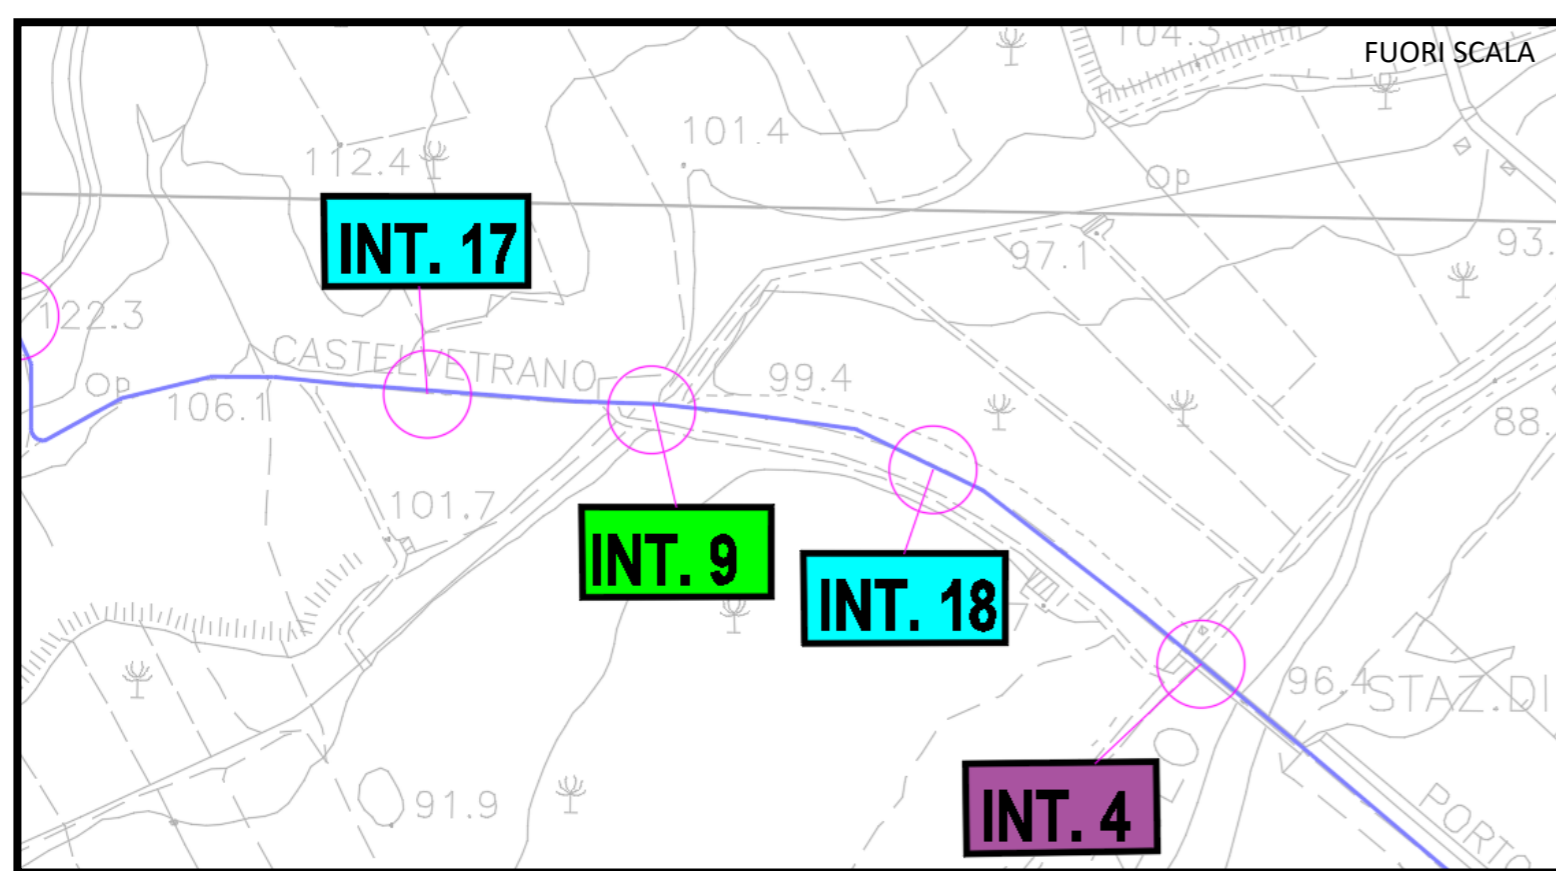 104.3
FUORI SCALA
101.4
112.4
Op
INT. 17
97.1
93.
122.3
CASTELVETRANO
99.4
Op
106.1
88.
101.7
INT. 9
INT. 18
96.4
STAZ.DI
INT. 4
91.9
PORTO